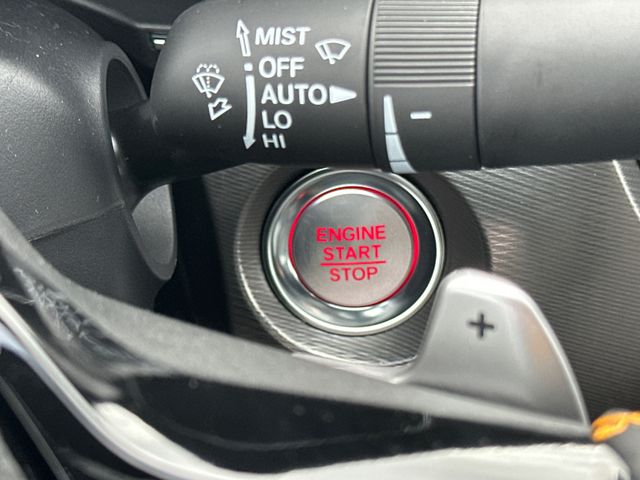 MIST
OFF
AUTO
LO
HI
-
ENGINE
START
STOP
+